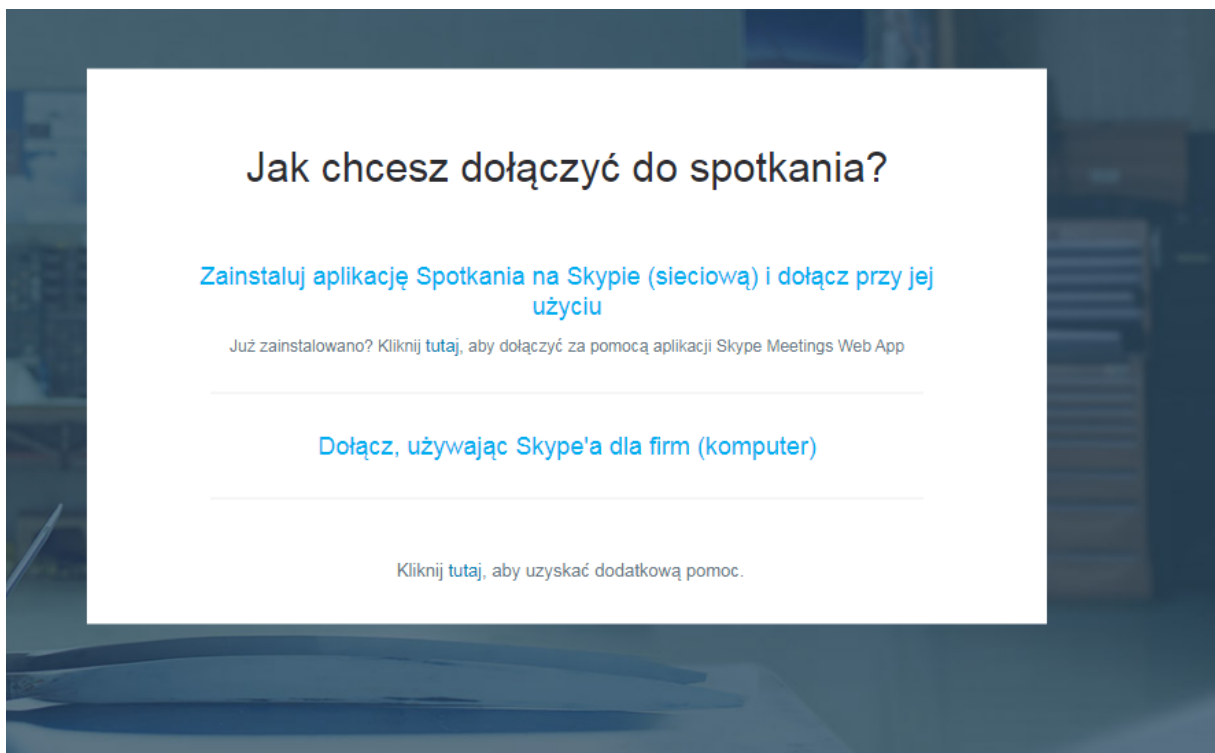 Jak chcesz dołączyć do spotkania?
Zainstaluj aplikację Spotkania na Skypie (sieciową) i dołącz przy jej
użyciu
Już zainstalowano? Kliknij tutaj, aby dołączyć za pomocą aplikacji Skype Meetings Web App
Dołącz, używając Skype'a dla firm (komputer)
Kliknij tutaj, aby uzyskać dodatkową pomoc.